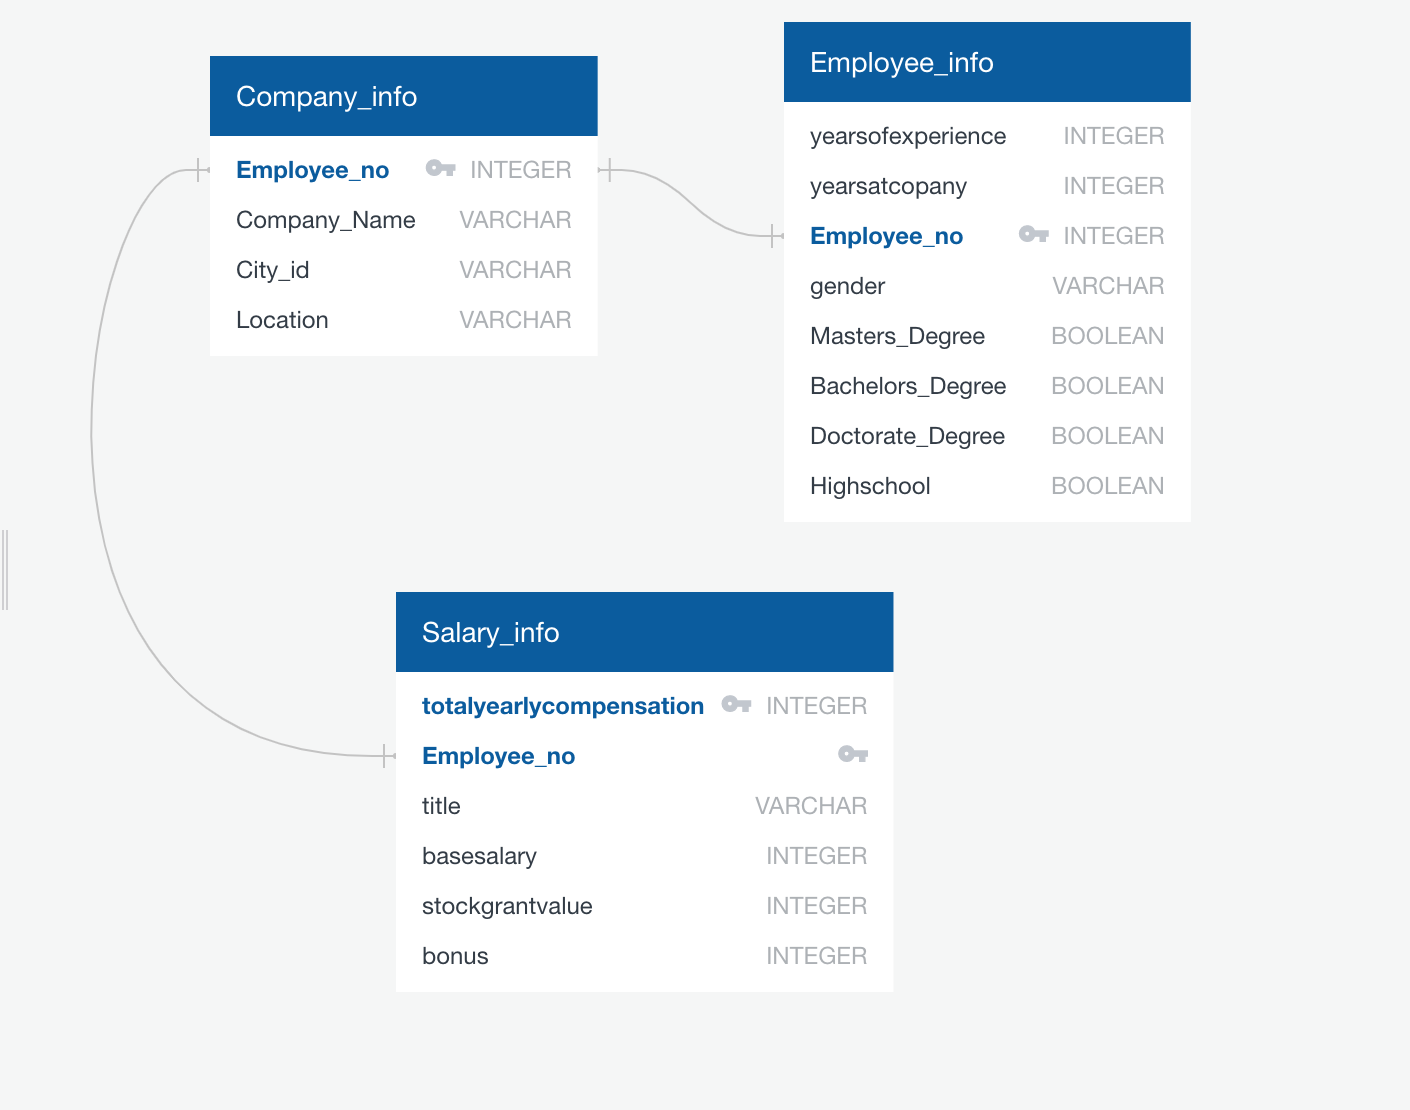 Company_info
Employee_no INTEGER
Company_Name VARCHAR
City_id VARCHAR
Location VARCHAR
Employee_info
yearsofexperience INTEGER
yearsatcopany INTEGER
Employee_no INTEGER
gender VARCHAR
Masters_Degree BOOLEAN
Bachelors_Degree BOOLEAN
Doctorate_Degree BOOLEAN
Highschool BOOLEAN
Salary_info
totalyearlycompensation INTEGER
Employee_no
title VARCHAR
basesalary INTEGER
stockgrantvalue INTEGER
bonus INTEGER